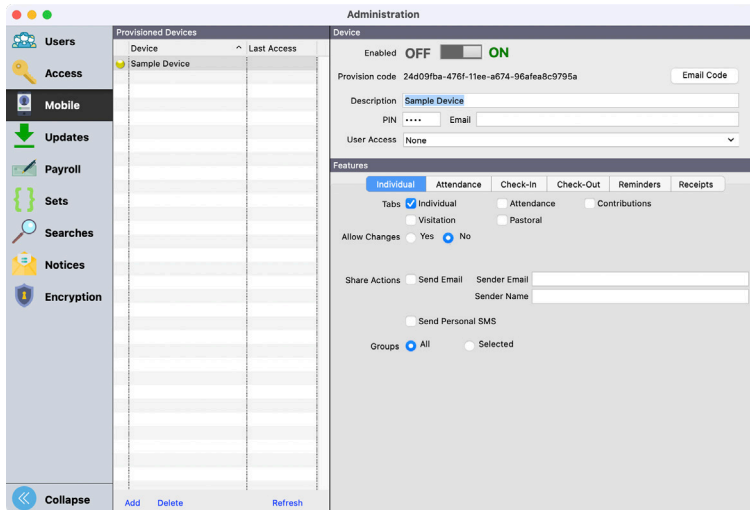 Administration
Users
Access
Mobile
Updates
Payroll
Sets
Searches
Notices
Encryption
Collapse
Provisioned Devices
Device ^ Last Access
Sample Device
Add Delete Refresh
Device
Enabled OFF ON
Provision code 24d09fba-476f-11ee-a674-96afea8c9795a Email Code
Description Sample Device
PIN •••• Email
User Access None
Features
Individual Attendance Check-In Check-Out Reminders Receipts
Tabs Individual Attendance Contributions
Visitation Pastoral
Allow Changes Yes No
Share Actions Send Email Sender Email
Sender Name
Send Personal SMS
Groups All Selected